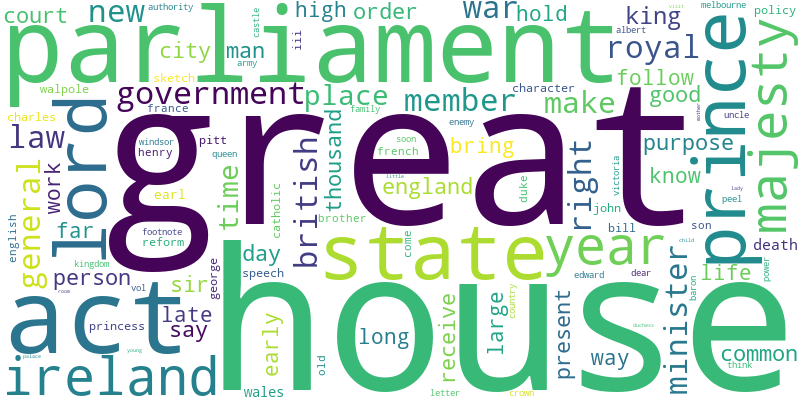 court
new
authority
high
castle
order
war
hold
king
melbourne
policy
parliament
iii
city
man
army
albert
visit
royal
prince
majesty
walpole
sketch
government
place
member
make
follow
good
charles
france
family
enemy
character
mother
uncle
law
lord
great
windsor
pitt
henry
queen
british
thousand
soon
french
bring
right
purpose
little
general
work
earl
time
catholic
england
duke
victoria
know
lady
peel
english
far
footnote
reform
brother
come
john
bill
son
death
kingdom
day
state
year
person
room
vol
sir
george
speech
edward
dear
child
baron
life
power
act
house
princess
late
say
early
old
long
receive
large
country
present
way
minister
duchess
common
think
palace
young
ireland
wales
letter
crown